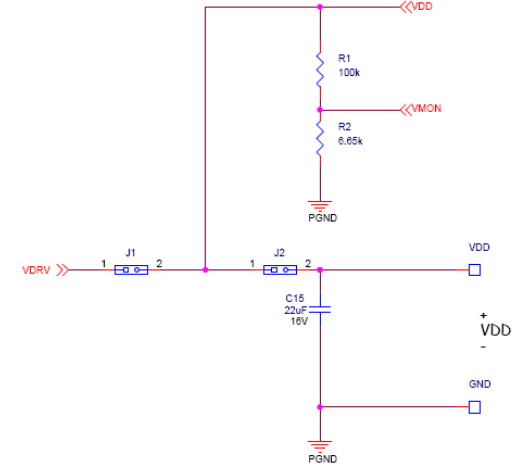 VDD
R1
100k
VMON
R2
6.65k
PGND
J1
J2
VDD
VDRV
1
2
1
2
C15
22uF
16V
+
VDD
-
GND
PGND